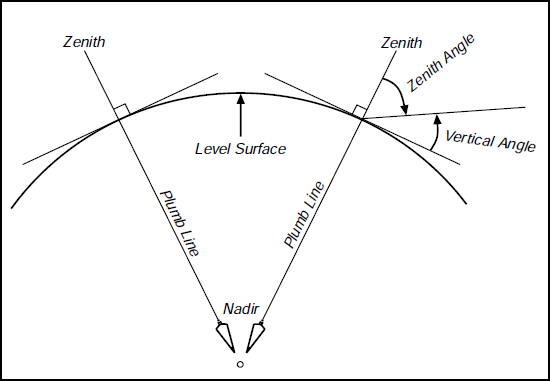 Zenith
Zenith
Zenith Angle
Vertical Angle
Level Surface
Plumb Line
Plumb Line
Nadir